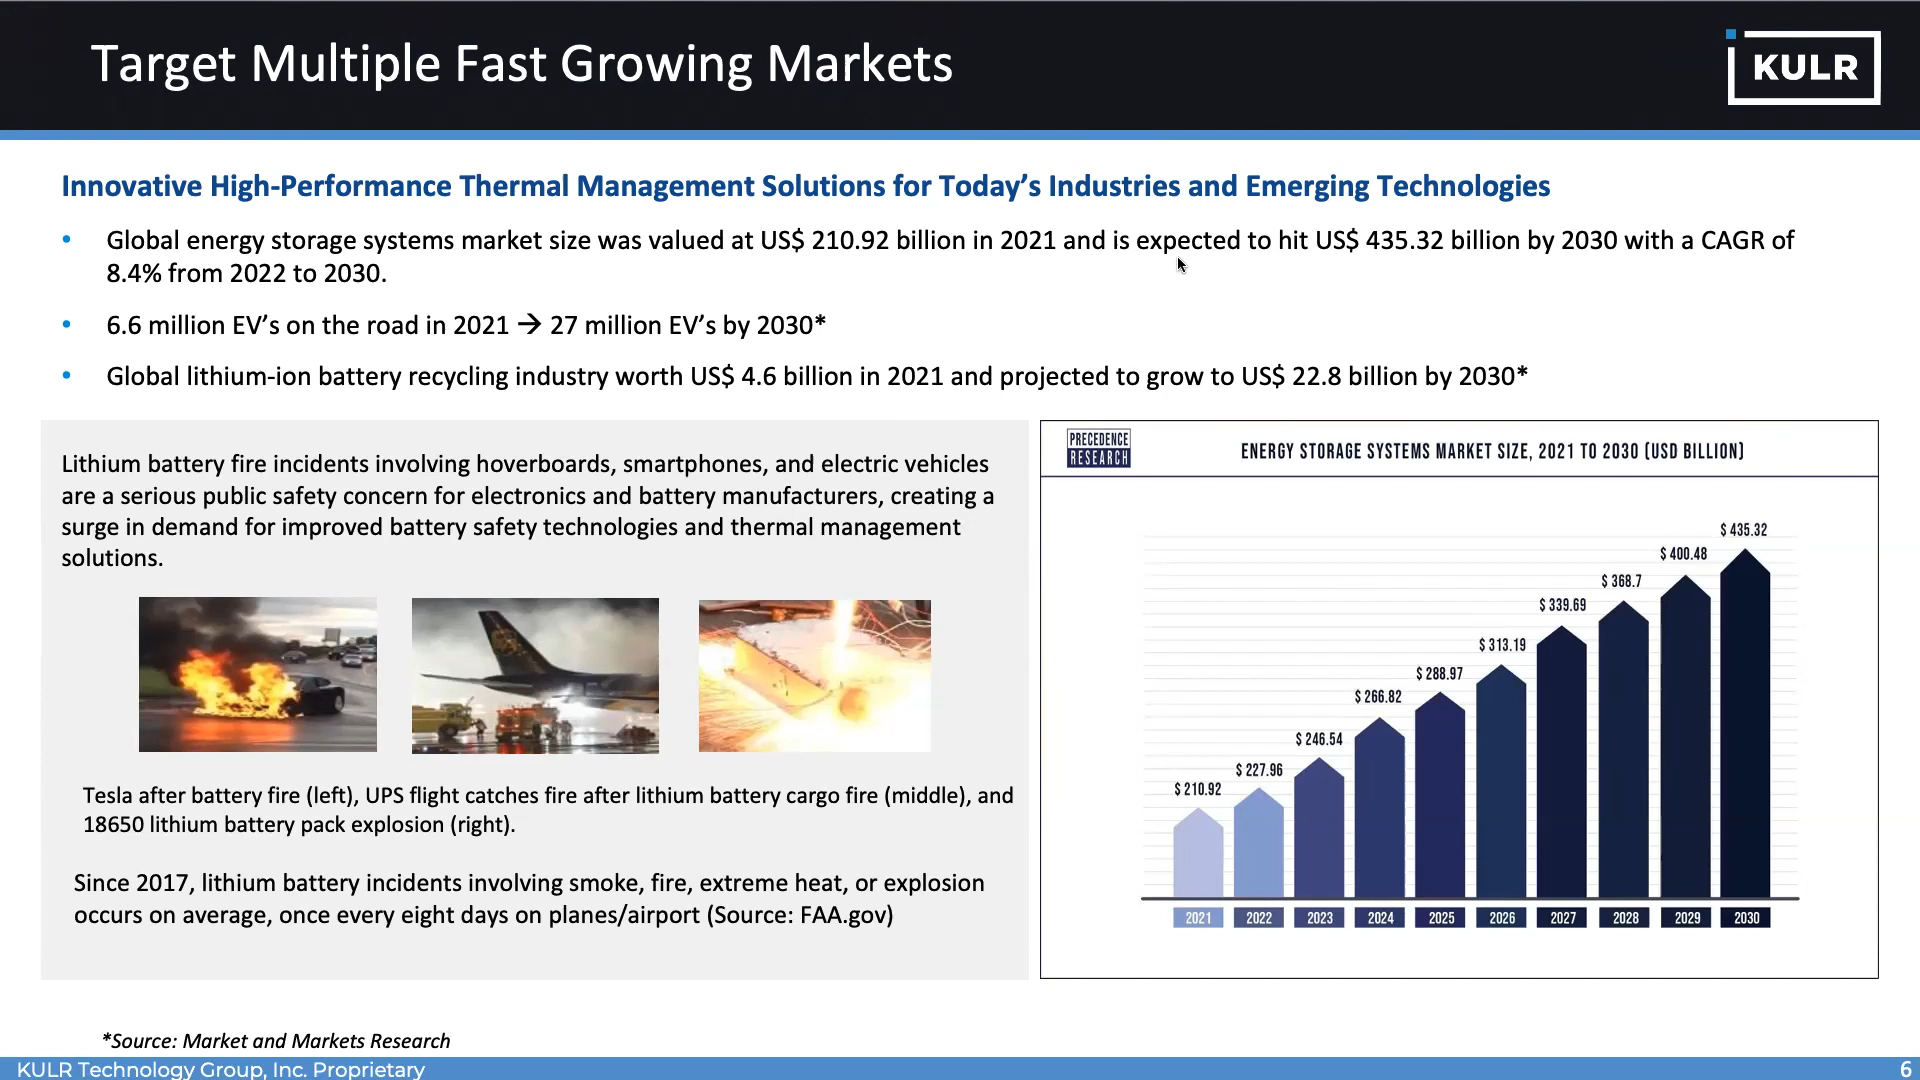 Target Multiple Fast Growing Markets
KULR
Innovative High-Performance Thermal Management Solutions for Today’s Industries and Emerging Technologies
• Global energy storage systems market size was valued at US$ 210.92 billion in 2021 and is expected to hit US$ 435.32 billion by 2030 with a CAGR of
8.4% from 2022 to 2030.
• 6.6 million EV’s on the road in 2021 → 27 million EV’s by 2030*
• Global lithium-ion battery recycling industry worth US$ 4.6 billion in 2021 and projected to grow to US$ 22.8 billion by 2030*
Lithium battery fire incidents involving hoverboards, smartphones, and electric vehicles
are a serious public safety concern for electronics and battery manufacturers, creating a
surge in demand for improved battery safety technologies and thermal management
solutions.
Tesla after battery fire (left), UPS flight catches fire after lithium battery cargo fire (middle), and
18650 lithium battery pack explosion (right).
Since 2017, lithium battery incidents involving smoke, fire, extreme heat, or explosion
occurs on average, once every eight days on planes/airport (Source: FAA.gov)
PRECEDENCE
RESEARCH
ENERGY STORAGE SYSTEMS MARKET SIZE, 2021 TO 2030 (USD BILLION)
$ 210.92
$ 227.96
$ 246.54
$ 266.82
$ 288.97
$ 313.19
$ 339.69
$ 368.7
$ 400.48
$ 435.32
2021 2022 2023 2024 2025 2026 2027 2028 2029 2030
*Source: Market and Markets Research
KULR Technology Group, Inc. Proprietary
6